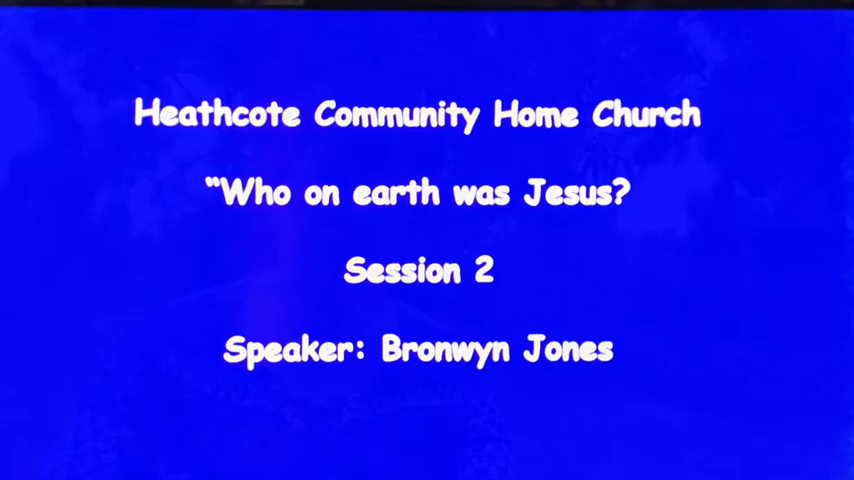 Heathcote Community Home Church
"Who on earth was Jesus?
Session 2
Speaker: Bronwyn Jones